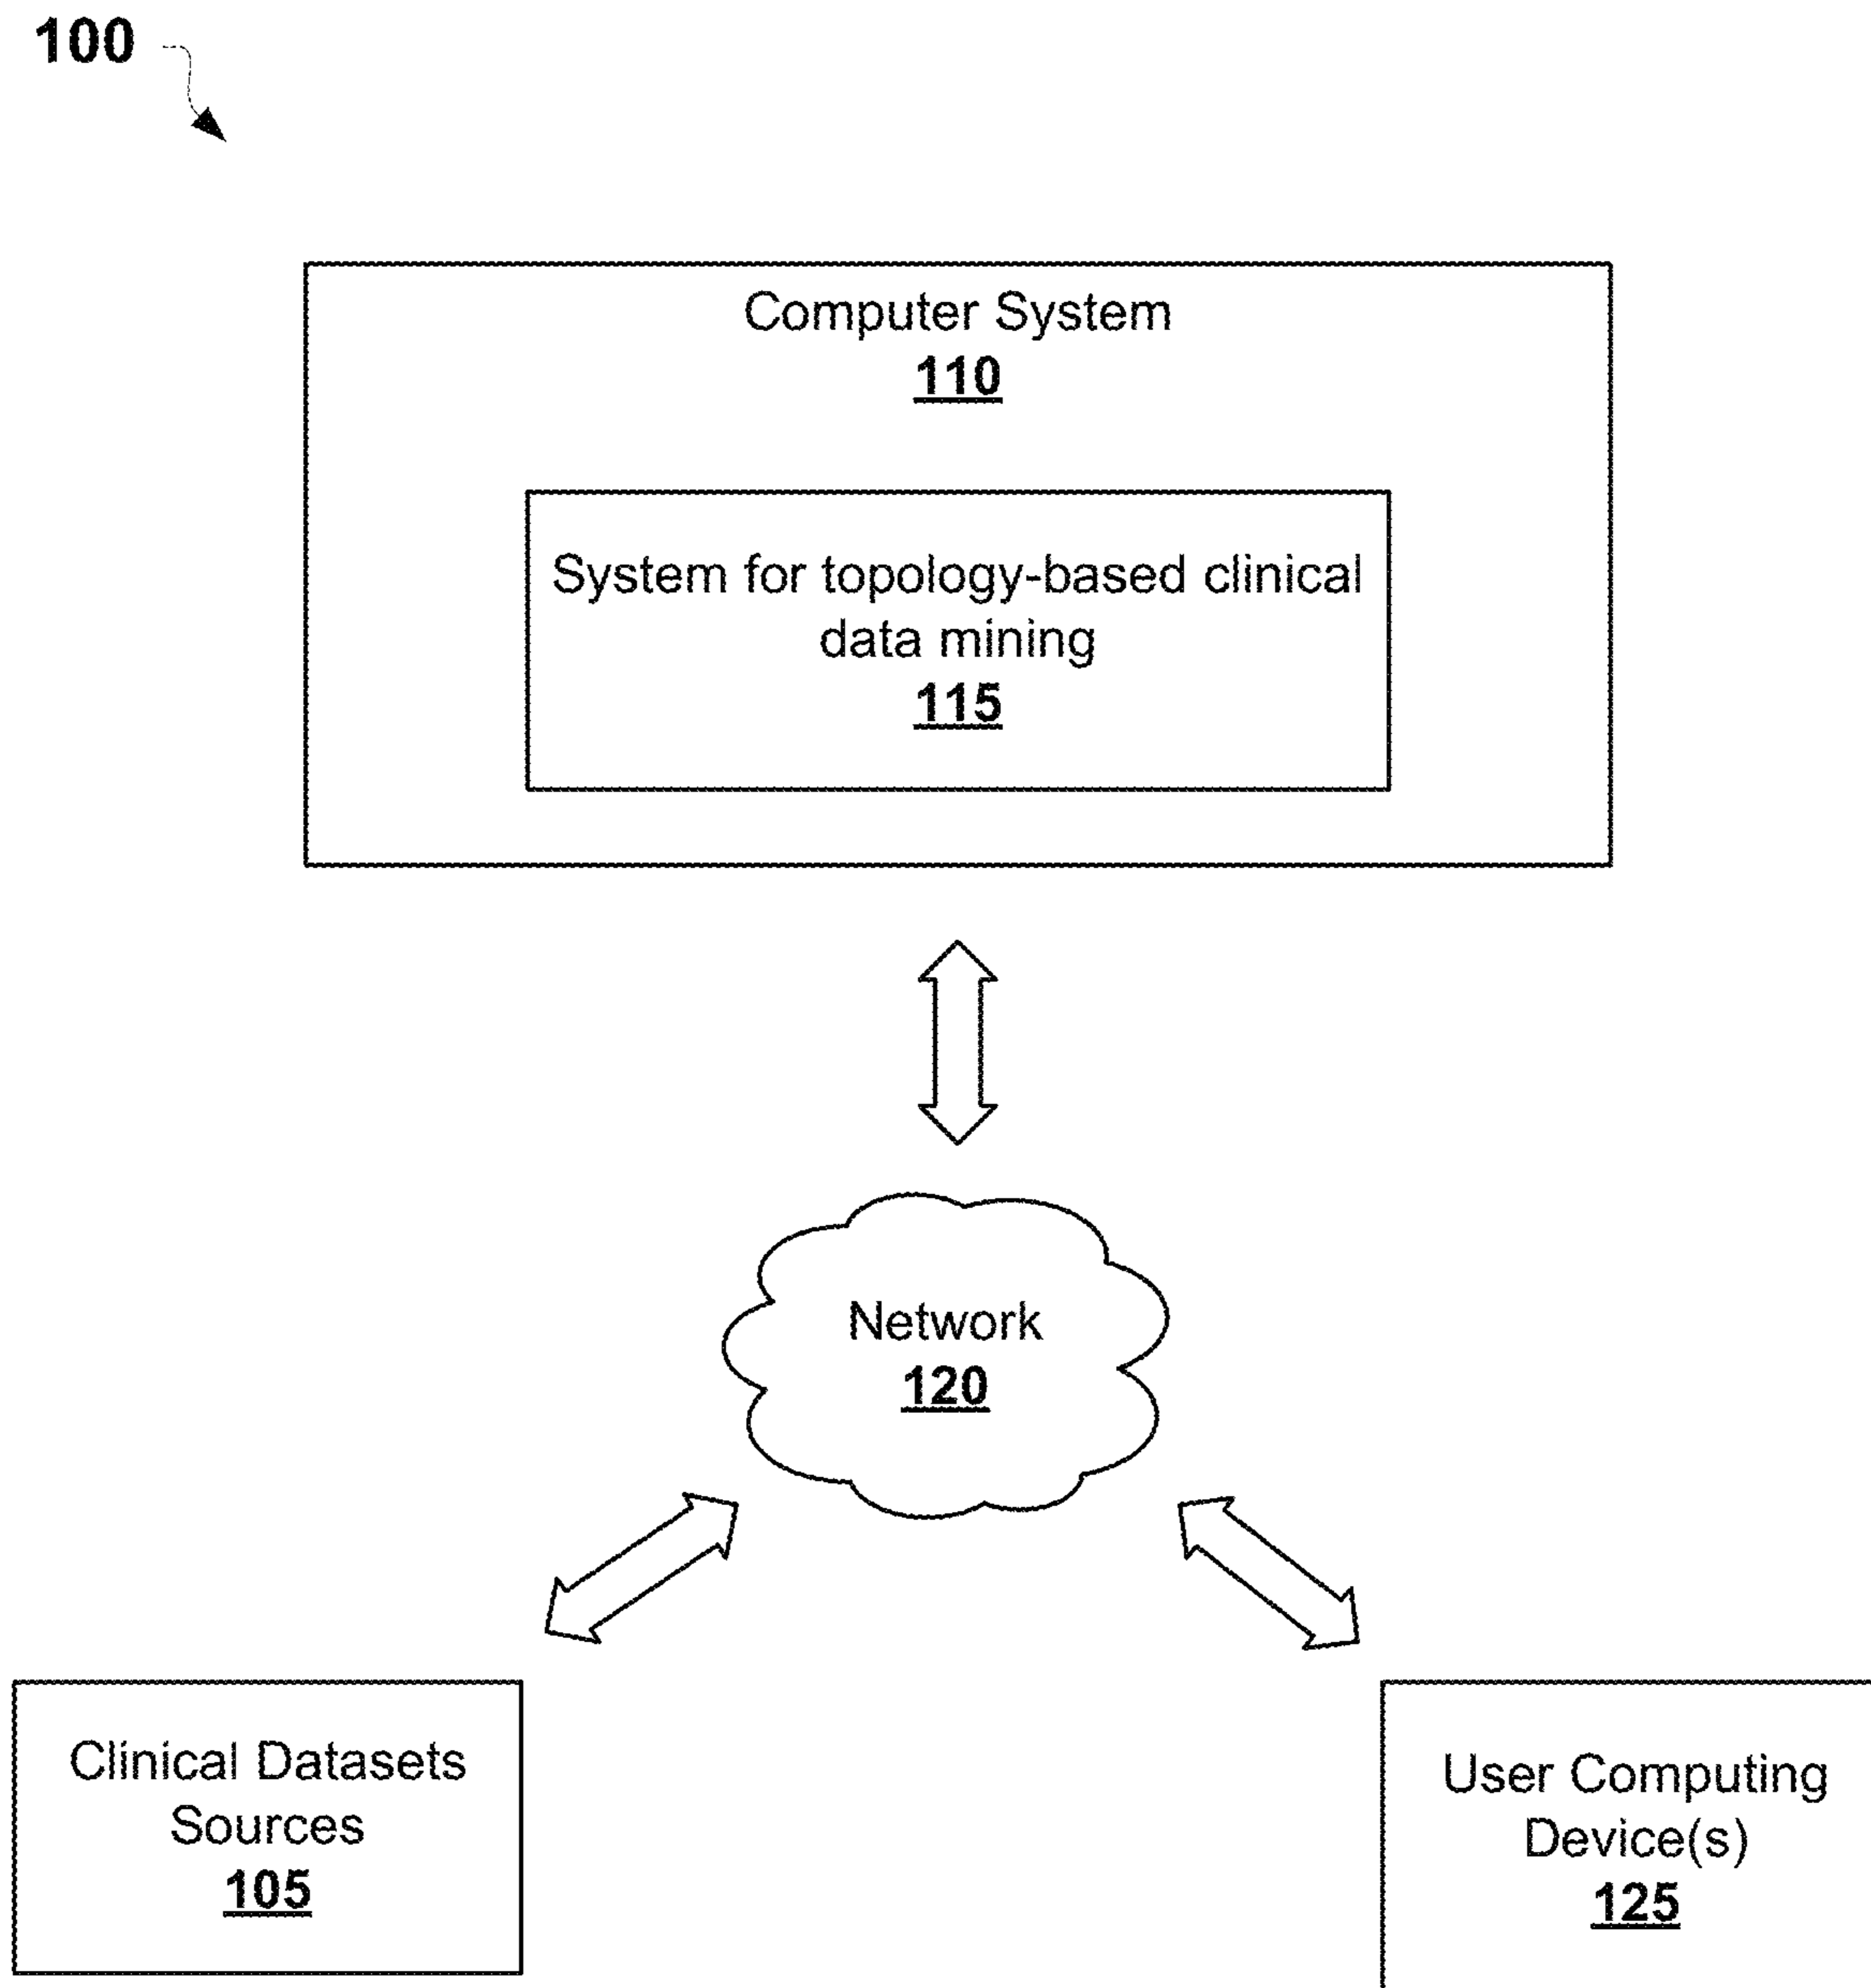 100
Computer System
110
System for topology-based clinical
data mining
115
Network
120
Clinical Datasets
Sources
105
User Computing
Device(s)
125